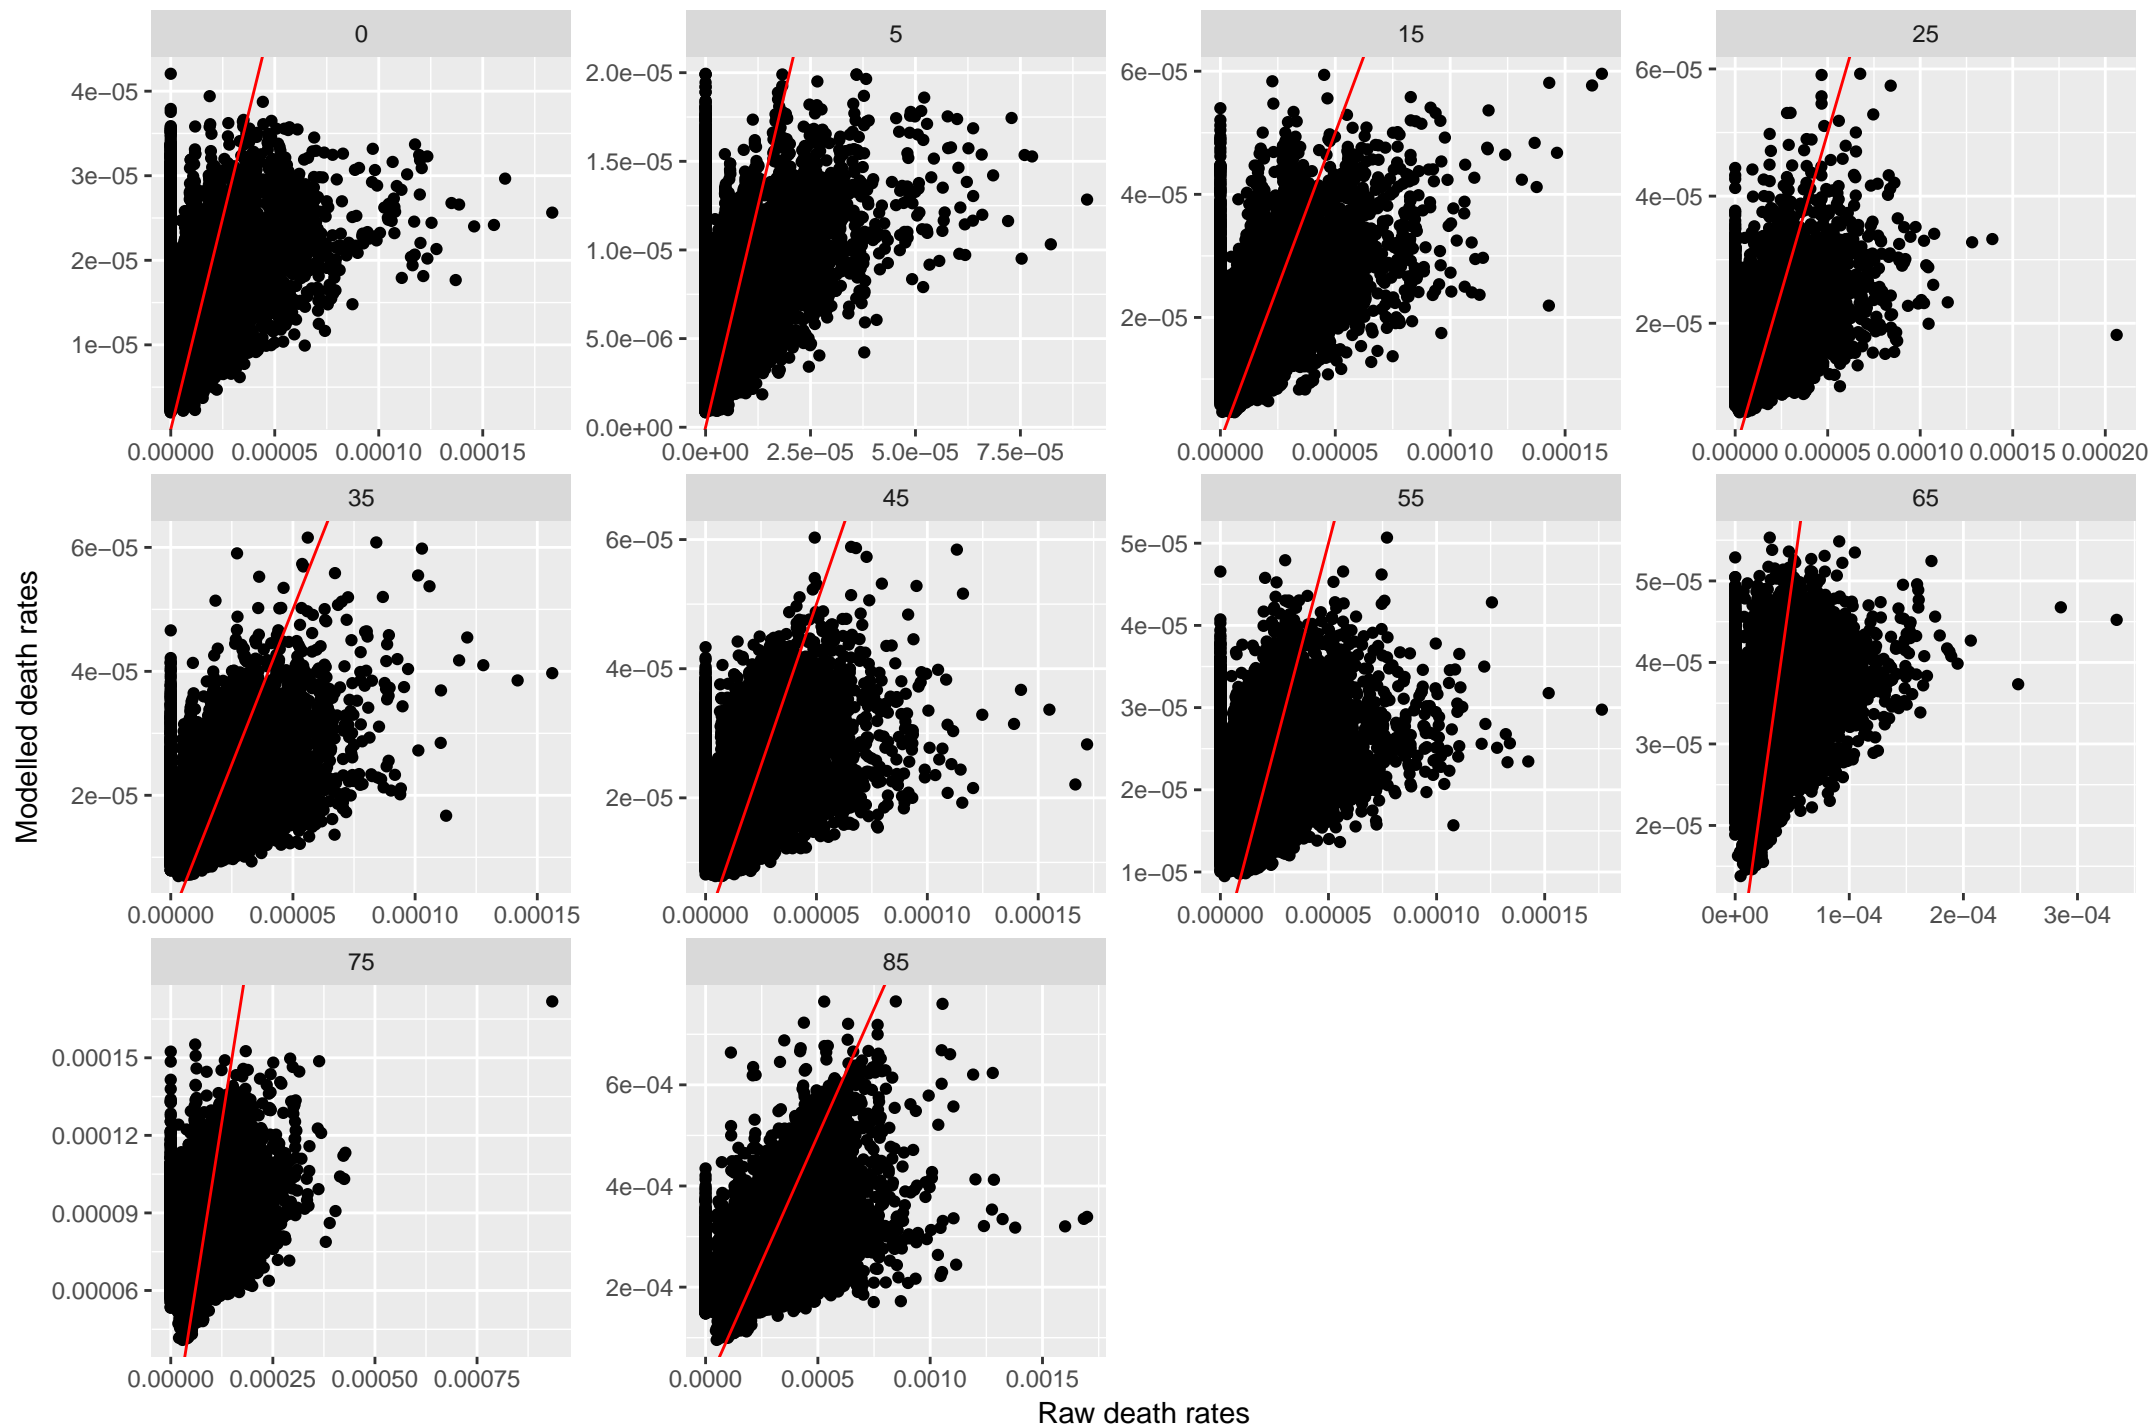 0
5
15
25
4e−05
3e−05
2e−05
1e−05
0.00000 0.00005 0.00010 0.00015
2.0e−05
1.5e−05
1.0e−05
5.0e−06
0.0e+00
0.0e+00 2.5e−05 5.0e−05 7.5e−05
6e−05
4e−05
2e−05
0.00000 0.00005 0.00010 0.00015
6e−05
4e−05
2e−05
0.00000 0.00005 0.00010 0.00015 0.00020
35
45
55
65
6e−05
4e−05
2e−05
0.00000 0.00005 0.00010 0.00015
6e−05
4e−05
2e−05
0.00000 0.00005 0.00010 0.00015
5e−05
4e−05
3e−05
2e−05
1e−05
0.00000 0.00005 0.00010 0.00015
5e−05
4e−05
3e−05
2e−05
0e+00 1e−04 2e−04 3e−04
75
85
0.00015
0.00012
0.00009
0.00006
0.00000 0.00025 0.00050 0.00075
6e−04
4e−04
2e−04
0.0000 0.0005 0.0010 0.0015
Modelled death rates
Raw death rates